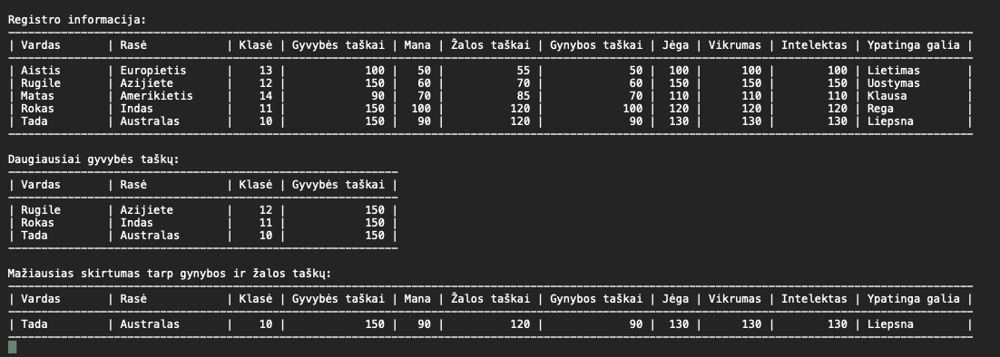 Registro informacija:
| Vardas | Rasė | Klasė | Gyvybės taškai | Mana | Žalos taškai | Gynybos taškai | Jėga | Vikrumas | Intelektas | Ypatinga galia |
| Aistis | Europietis | 13 | 100 | 50 | 55 | 50 | 100 | 100 | 100 | Lietimas |
| Rugile | Azijiete | 12 | 150 | 60 | 70 | 60 | 150 | 150 | 150 | Uostymas |
| Matas | Amerikietis | 14 | 90 | 70 | 85 | 70 | 110 | 110 | 110 | Klausa |
| Rokas | Indas | 11 | 150 | 100 | 120 | 100 | 120 | 120 | 120 | Rega |
| Tada | Australas | 10 | 150 | 90 | 120 | 90 | 130 | 130 | 130 | Liepsna |
Daugiausiai gyvybės taškų:
| Vardas | Rasė | Klasė | Gyvybės taškai |
| Rugile | Azijiete | 12 | 150 |
| Rokas | Indas | 11 | 150 |
| Tada | Australas | 10 | 150 |
Mažiausias skirtumas tarp gynybos ir žalos taškų:
| Vardas | Rasė | Klasė | Gyvybės taškai | Mana | Žalos taškai | Gynybos taškai | Jėga | Vikrumas | Intelektas | Ypatinga galia |
| Tada | Australas | 10 | 150 | 90 | 120 | 90 | 130 | 130 | 130 | Liepsna |